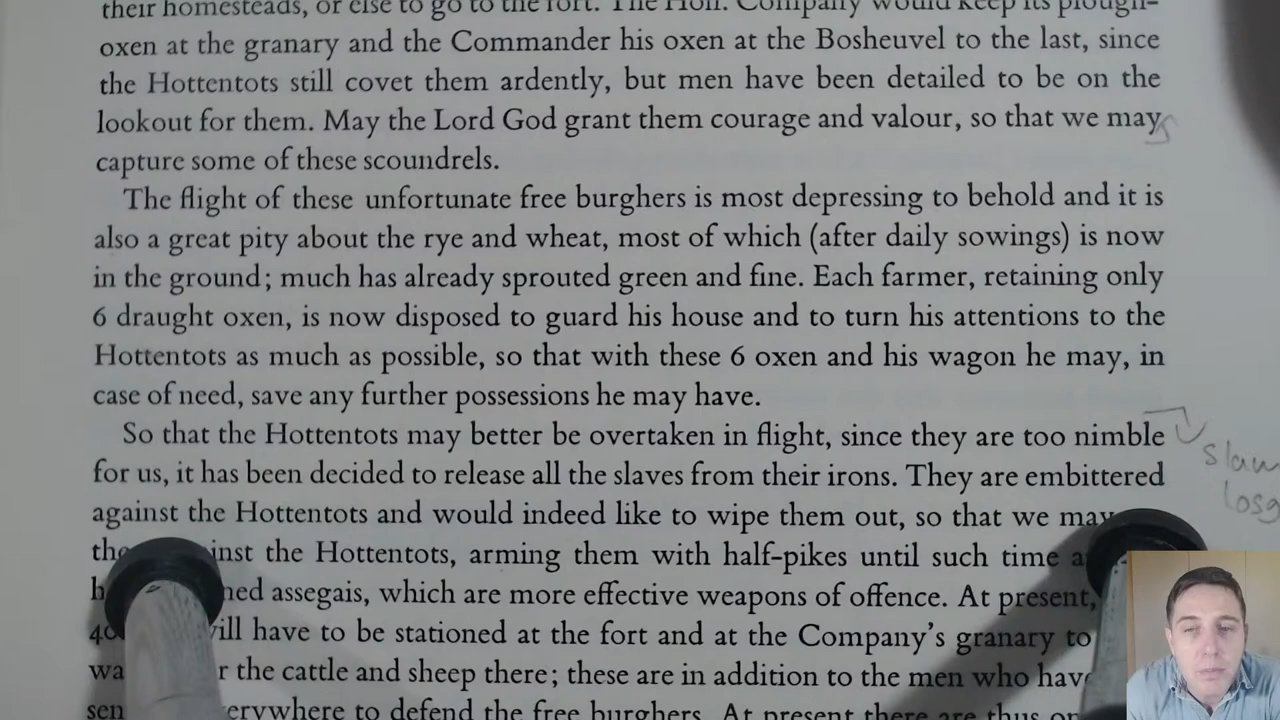 their homesteads, or else to go to the fort. The Hon. Company would keep its plough-
oxen at the granary and the Commander his oxen at the Bosheuvel to the last, since
the Hottentots still covet them ardently, but men have been detailed to be on the
lookout for them. May the Lord God grant them courage and valour, so that we may
capture some of these scoundrels.
The flight of these unfortunate free burghers is most depressing to behold and it is
also a great pity about the rye and wheat, most of which (after daily sowings) is now
in the ground; much has already sprouted green and fine. Each farmer, retaining only
6 draught oxen, is now disposed to guard his house and to turn his attentions to the
Hottentots as much as possible, so that with these 6 oxen and his wagon he may, in
case of need, save any further possessions he may have.
So that the Hottentots may better be overtaken in flight, since they are too nimble
for us, it has been decided to release all the slaves from their irons. They are embittered
against the Hottentots and would indeed like to wipe them out, so that we may
the Hottentots, arming them with half-pikes until such time
assegais, which are more effective weapons of offence. At present,
will have to be stationed at the fort and at the Company's granary to
the cattle and sheep there; these are in addition to the men who have
to defend the free burghers. At present there are thus